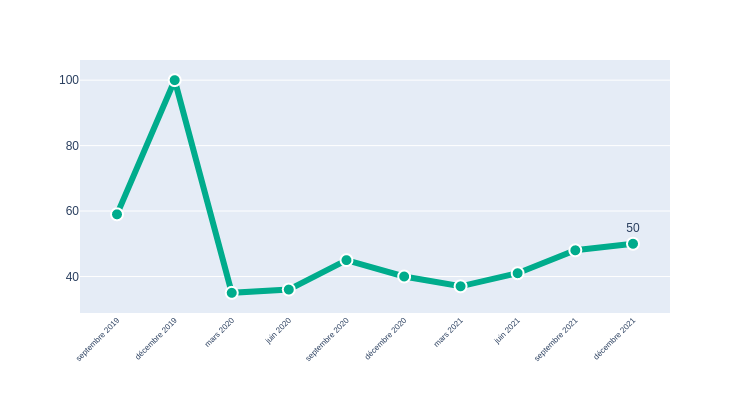 100
80
60
50
40
septembre 2019
décembre 2019
mars 2020
juin 2020
septembre 2020
décembre 2020
mars 2021
juin 2021
septembre 2021
décembre 2021